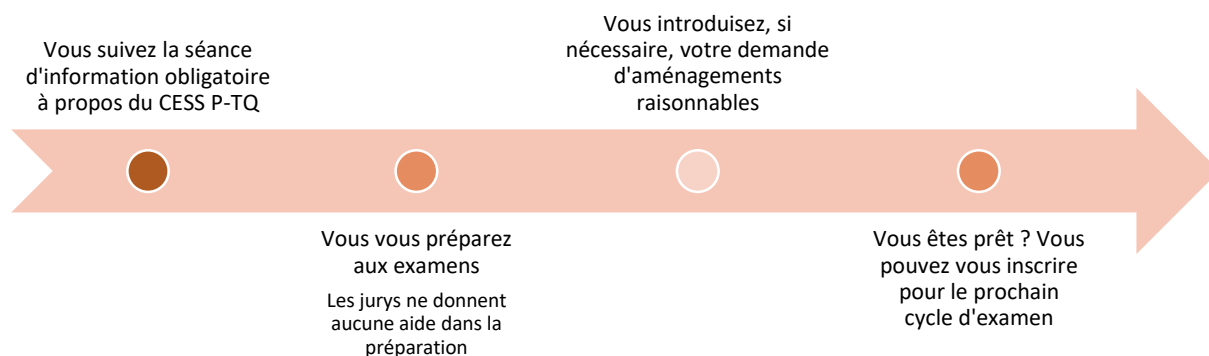 Vous suivez la séance
d'information obligatoire
à propos du CESS P-TQ
Vous vous préparez
aux examens
Les jurys ne donnent
aucune aide dans la
préparation
Vous introduisez, si
nécessaire, votre demande
d'aménagements
raisonnables
Vous êtes prêt ? Vous
pouvez vous inscrire
pour le prochain
cycle d'examen